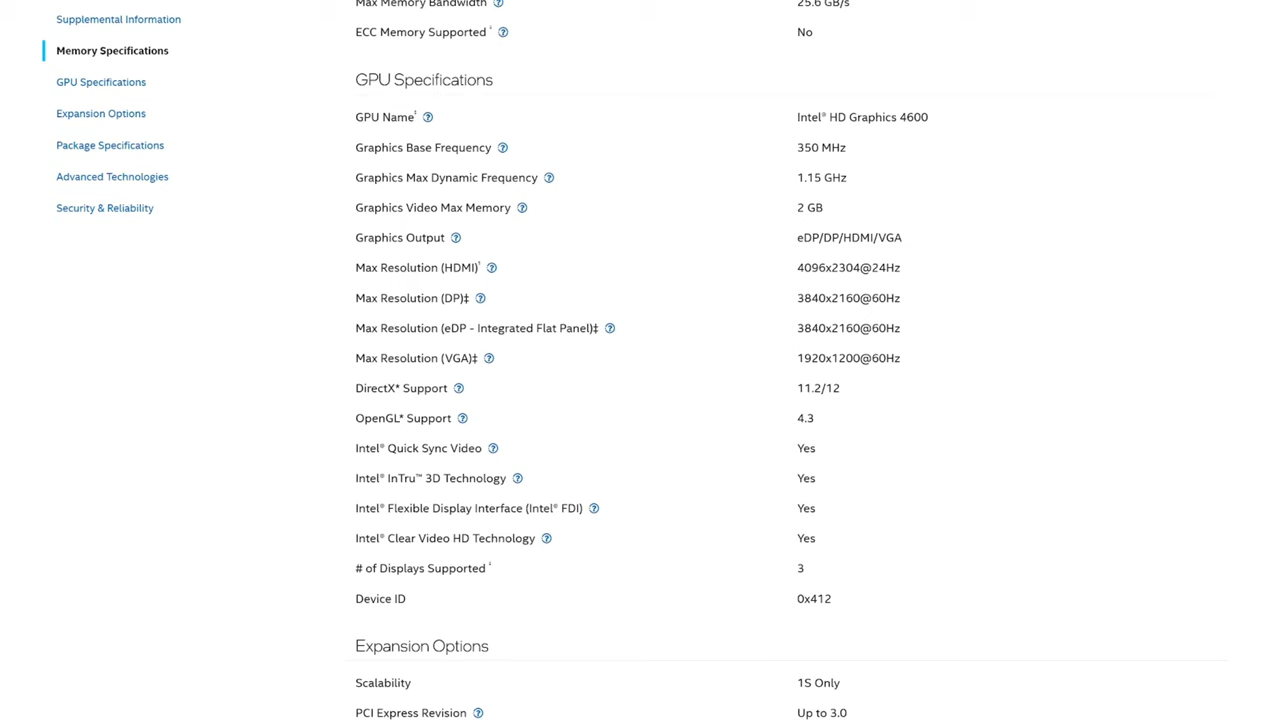 Supplemental Information
Memory Specifications
GPU Specifications
Expansion Options
Package Specifications
Advanced Technologies
Security & Reliability
Max Memory Bandwidth 25.6 GB/s
ECC Memory Supported ‡ No
GPU Specifications
GPU Name‡ Intel® HD Graphics 4600
Graphics Base Frequency 350 MHz
Graphics Max Dynamic Frequency 1.15 GHz
Graphics Video Max Memory 2 GB
Graphics Output eDP/DP/HDMI/VGA
Max Resolution (HDMI)‡ 4096x2304@24Hz
Max Resolution (DP)‡ 3840x2160@60Hz
Max Resolution (eDP - Integrated Flat Panel)‡ 3840x2160@60Hz
Max Resolution (VGA)‡ 1920x1200@60Hz
DirectX* Support 11.2/12
OpenGL* Support 4.3
Intel® Quick Sync Video Yes
Intel® InTru™ 3D Technology Yes
Intel® Flexible Display Interface (Intel® FDI) Yes
Intel® Clear Video HD Technology Yes
# of Displays Supported ‡ 3
Device ID 0x412
Expansion Options
Scalability 1S Only
PCI Express Revision Up to 3.0